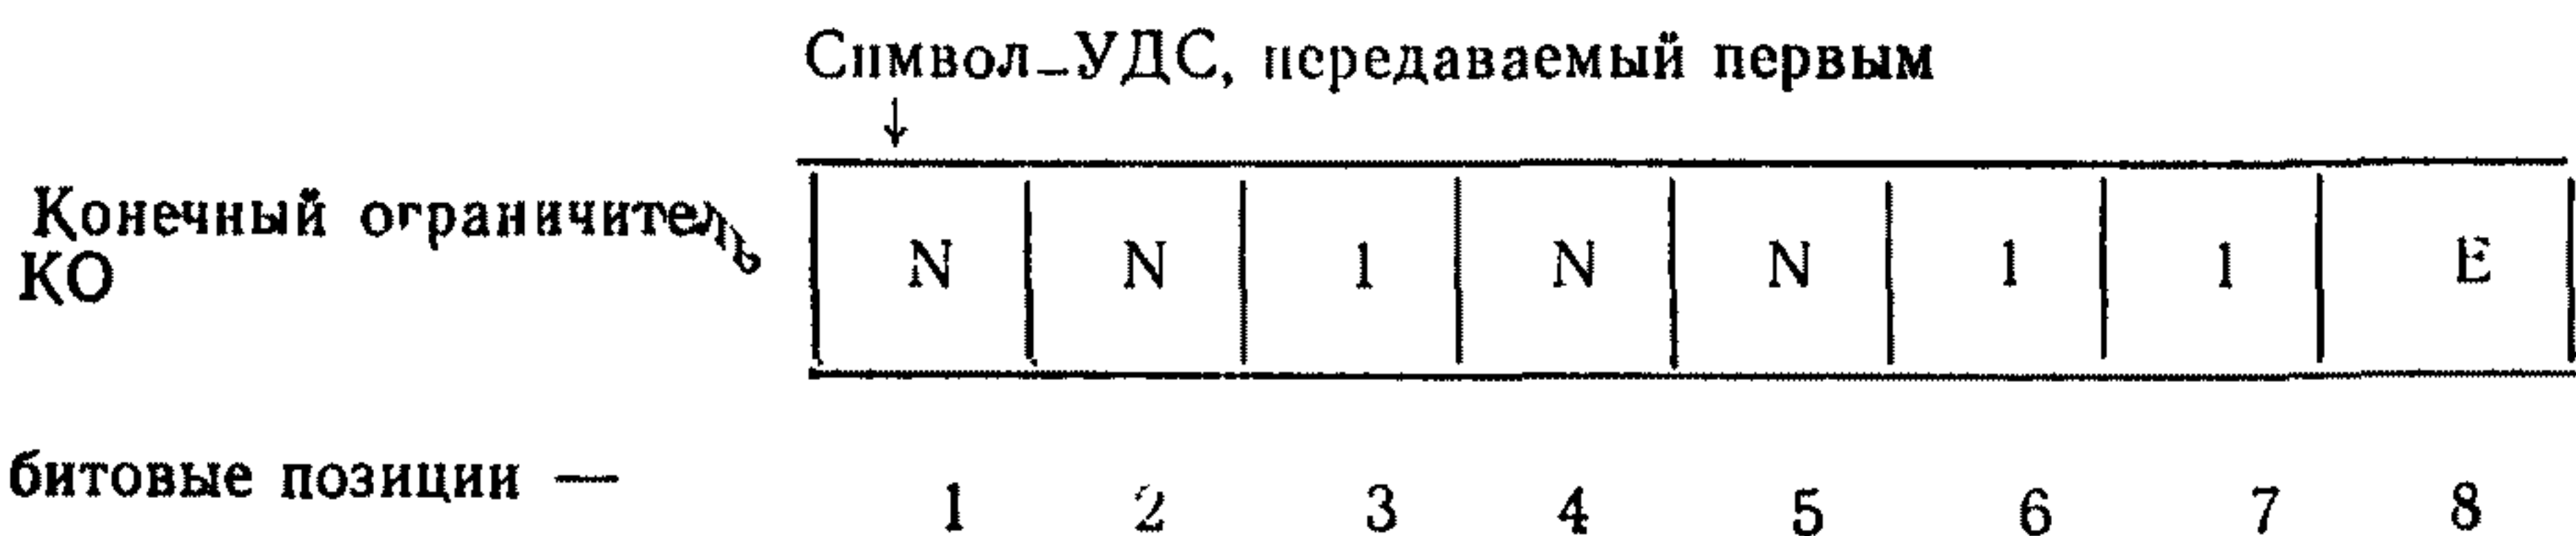 Символ_УДС, передаваемый первым
↓
Конечный ограничитель
КО
N N 1 N N 1 1 E
битовые позиции — 1 2 3 4 5 6 7 8